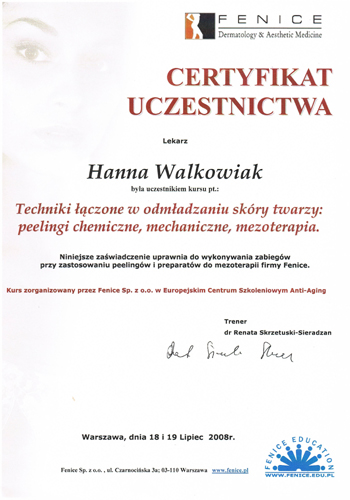 FENICE
Dermatology & Aesthetic Medicine
CERTYFIKAT
UCZESTNICTWA
Lekarz
Hanna Walkowiak
była uczestnikiem kursu pt.:
Techniki łączone w odmładzaniu skóry twarzy:
peelingi chemiczne, mechaniczne, mezoterapia.
Niniejsze zaświadczenie uprawnia do wykonywania zabiegów
przy zastosowaniu peelingów i preparatów do mezoterapii firmy Fenice.
Kurs zorganizowany przez Fenice Sp. z o.o. w Europejskim Centrum Szkoleniowym Anti-Aging
Trener
dr Renata Skrzetuski-Sieradzan
Warszawa, dnia 18 i 19 Lipiec 2008r.
FENICE EDUCATION
WWW.FENICE.EDU.PL
Fenice Sp. z o.o. , ul. Czarnocińska 3a; 03-110 Warszawa www.fenice.pl